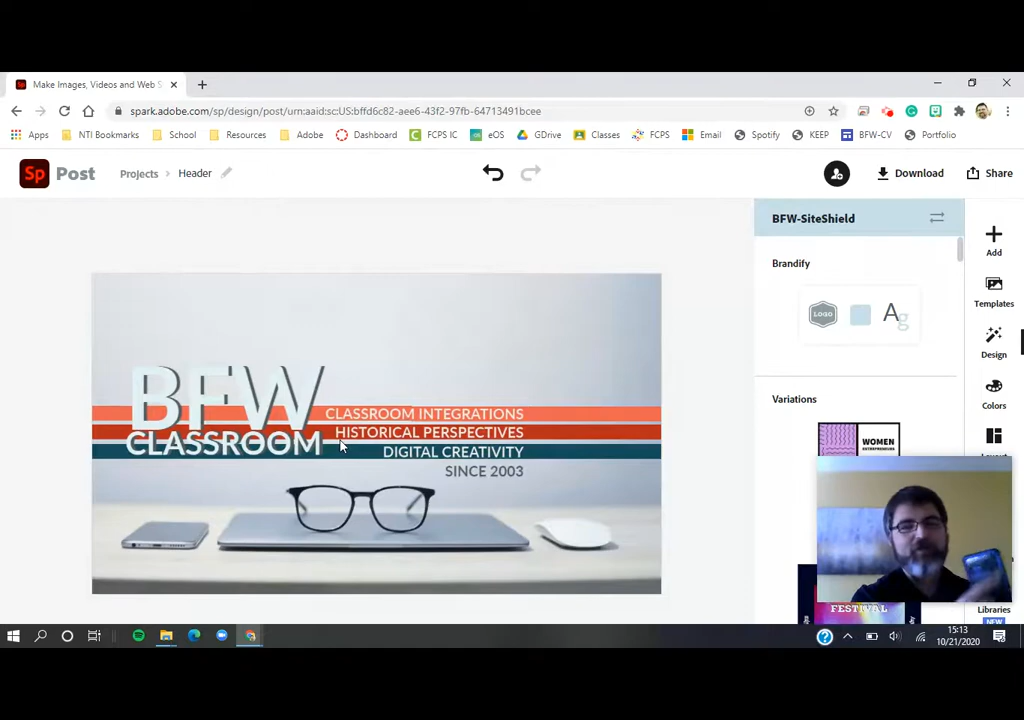 Make Images, Videos and Web S
spark.adobe.com/sp/design/post/urn:aaid:sc:US:bffd6c82-aee6-43f2-97fb-64713491bcee
Apps NTI Bookmarks School Resources Adobe Dashboard FCPS IC eOS GDrive Classes FCPS Email Spotify KEEP BFW-CV Portfolio
Sp Post Projects > Header Download Share
BFW-SiteShield
Add
Brandify
LOGO Ag
Templates
Design
Variations
Colors
WOMEN
BFW
CLASSROOM INTEGRATIONS
HISTORICAL PERSPECTIVES
CLASSROOM
DIGITAL CREATIVITY
SINCE 2003
FESTIVAL
Libraries
NEW
15:13
10/21/2020